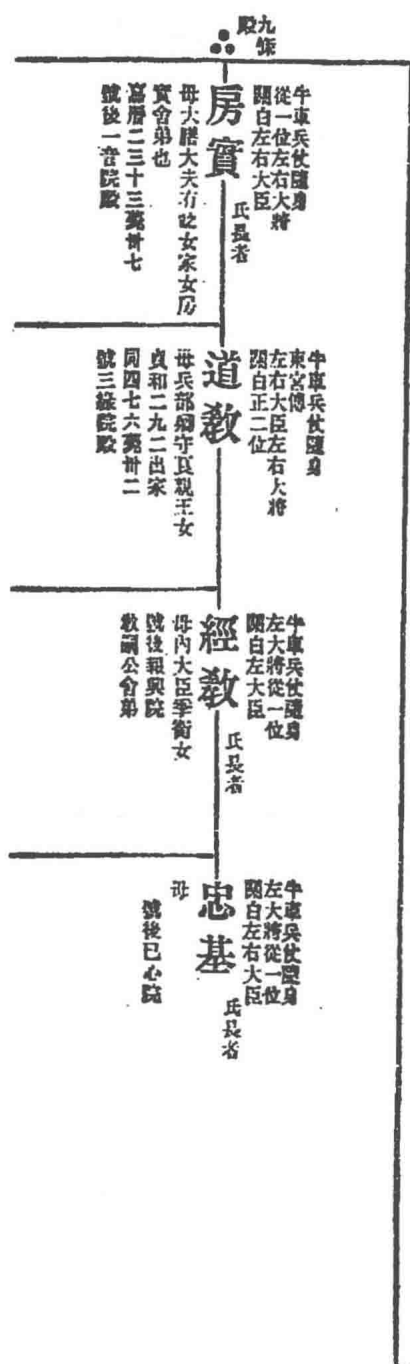 九條
殿
牛車兵仗隨身
從一位左右大將
關白左右大臣
房實
氏長者
母大膳大夫有
女家女房
實會弟也
嘉曆二三十三薨卅七
號後一音院殿
牛車兵仗隨身
東宮傅
左右大臣左右大將
關白正二位
道教
母兵部卿守良親王女
貞和二九二出家
同四七六薨卅二
號三緣院殿
牛車兵仗隨身
左大將從一位
關白左大臣
經教
氏長者
母內大臣季衡女
號後報恩院
教嗣公會弟
牛車兵仗隨身
左大將從一位
關白左右大臣
忠基
氏長者
母
號後已心院